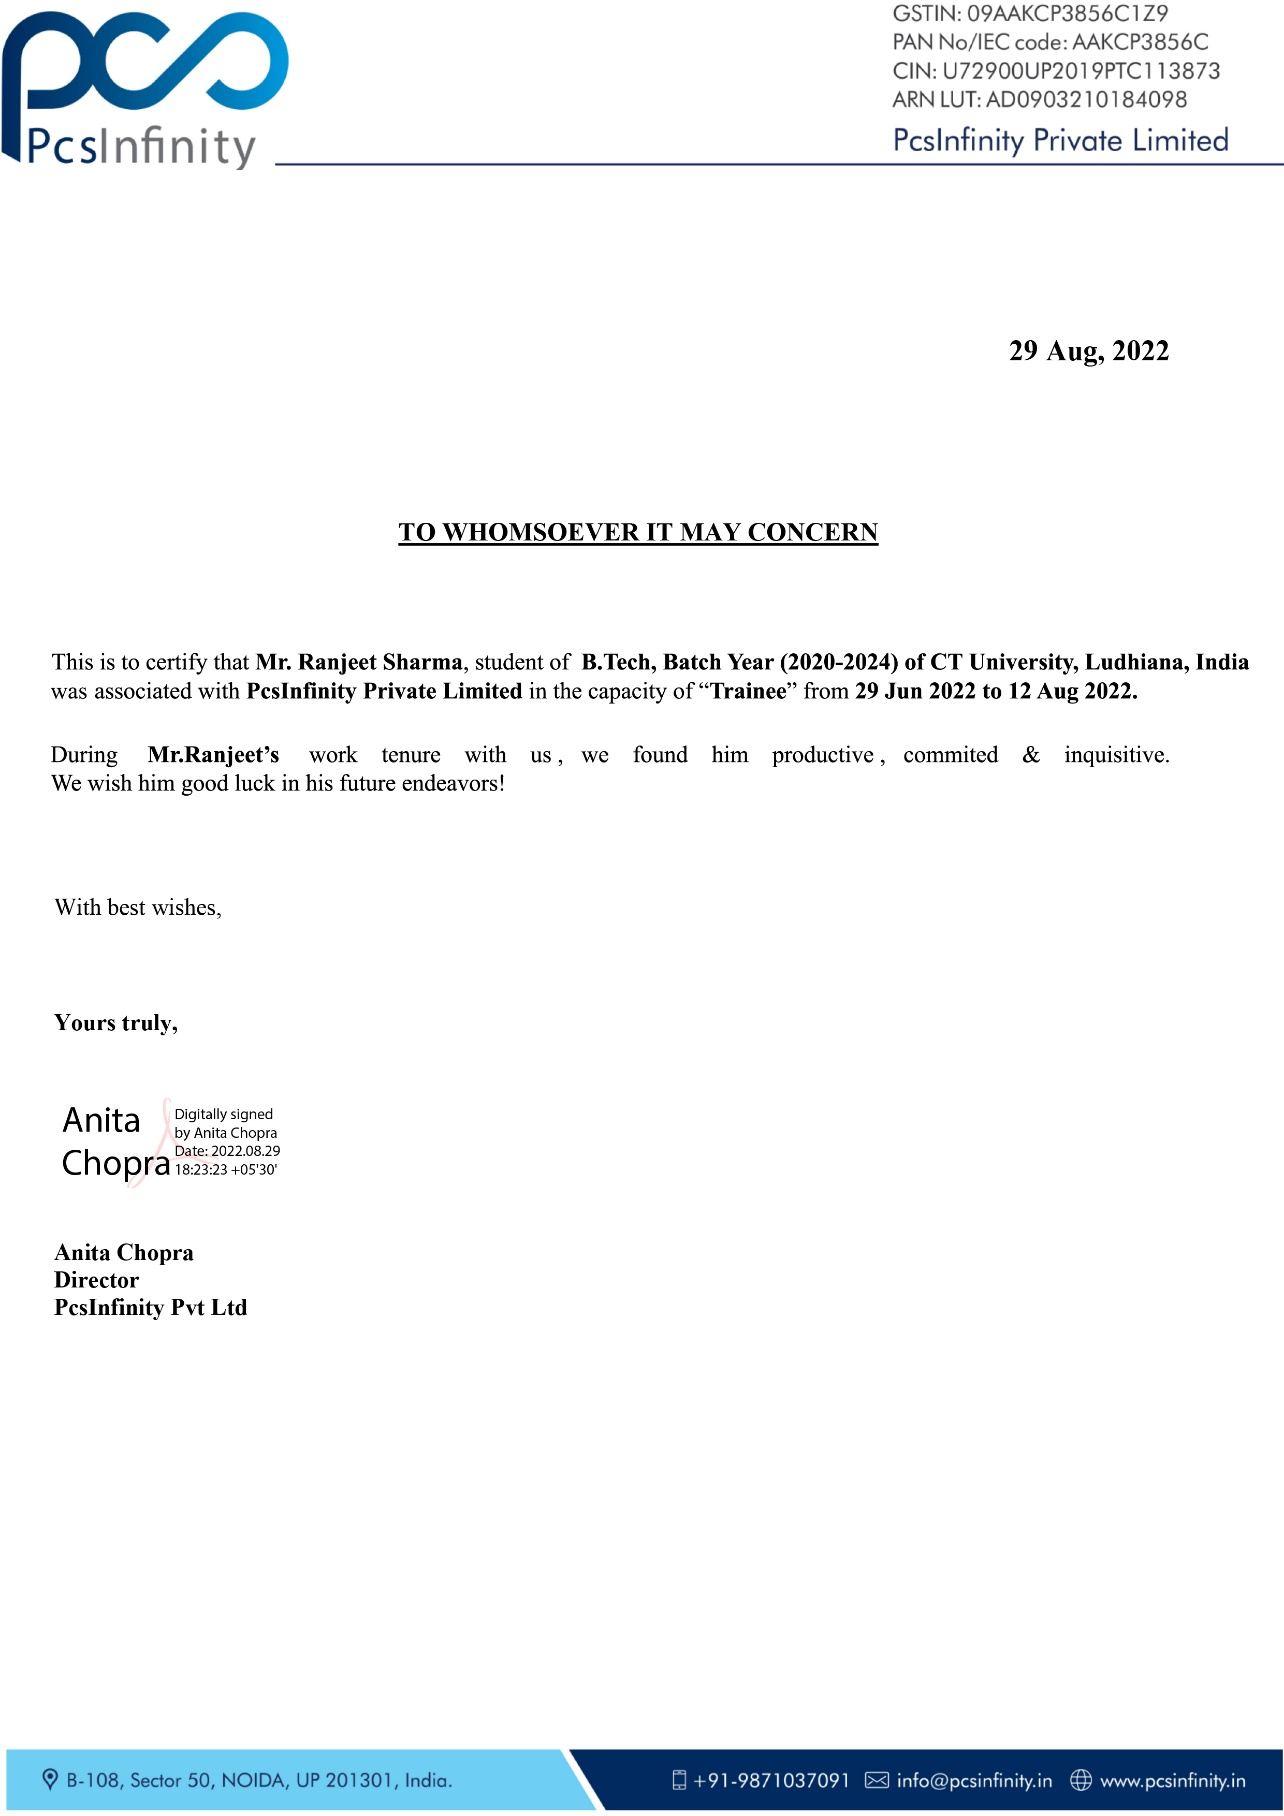 PcsInfinity
GSTIN: 09AAKCP3856C1Z9
PAN No/IEC code: AAKCP3856C
CIN: U72900UP2019PTC113873
ARN LUT: AD0903210184098
PcsInfinity Private Limited
29 Aug, 2022
TO WHOMSOEVER IT MAY CONCERN
This is to certify that Mr. Ranjeet Sharma, student of B.Tech, Batch Year (2020-2024) of CT University, Ludhiana, India
was associated with PcsInfinity Private Limited in the capacity of “Trainee” from 29 Jun 2022 to 12 Aug 2022.
During Mr.Ranjeet’s work tenure with us , we found him productive , commited & inquisitive.
We wish him good luck in his future endeavors!
With best wishes,
Yours truly,
Anita
Chopra
Digitally signed
by Anita Chopra
Date: 2022.08.29
18:23:23 +05'30'
Anita Chopra
Director
PcsInfinity Pvt Ltd
B-108, Sector 50, NOIDA, UP 201301, India.
+91-9871037091 info@pcsinfinity.in www.pcsinfinity.in